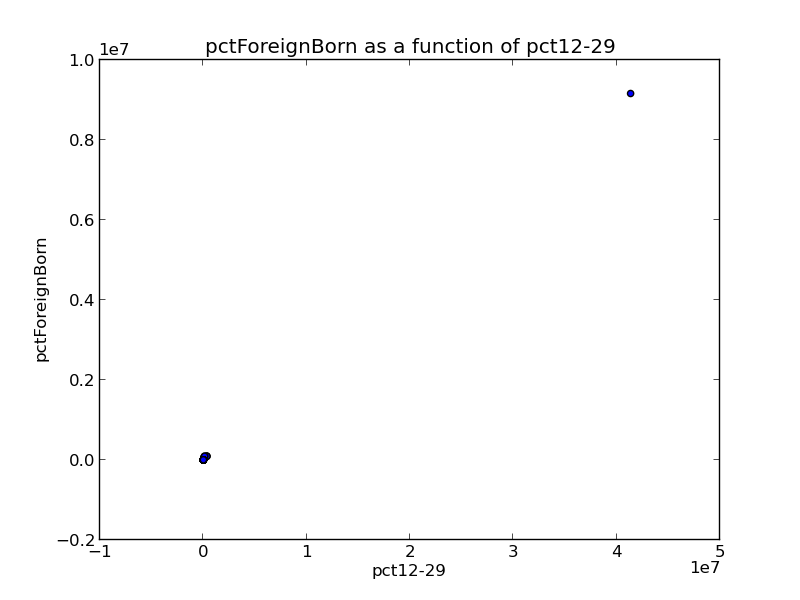 pctForeignBorn as a function of pct12-29
1e7
1.0
0.8
0.6
0.4
0.2
0.0
−0.2
pctForeignBorn
−1
0
1
2
3
4
5
1e7
pct12-29